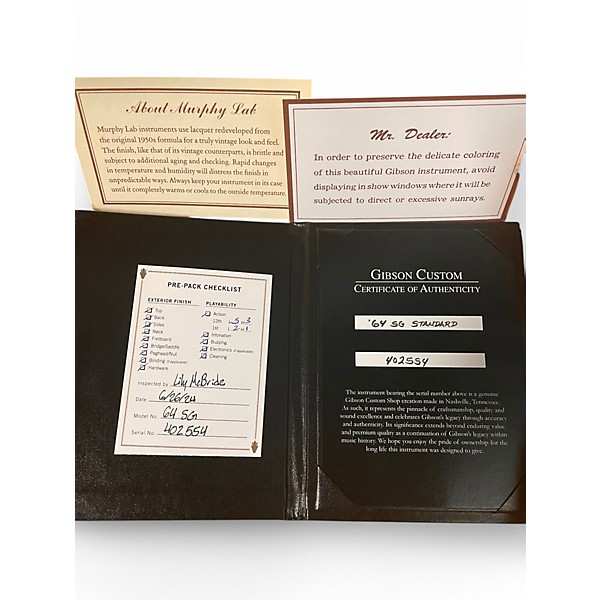 About Murphy Lab
Murphy Lab instruments use lacquer redeveloped from
the original 1950s formula for a truly vintage look and feel.
The finish, like that of its vintage counterparts, is brittle and
subject to additional aging and checking. Rapid changes
in temperature and humidity will distress the finish in
unpredictable ways. Always keep your instrument in its case
until it completely warms or cools to the outside temperature.
Mr. Dealer:
In order to preserve the delicate coloring
of this beautiful Gibson instrument, avoid
displaying in show windows where it will be
subjected to direct or excessive sunrays.
PRE-PACK CHECKLIST
EXTERIOR FINISH
Top
Back
Sides
Neck
Fretboard
Bridge/Saddle
Peghead/Nut
Binding (if applicable)
Hardware
PLAYABILITY
Action
12th 5-3
1st
Intonation
Buzzing
Electronics (if applicable)
Cleaning
Inspected by Lily McBride
Date 6/26/24
Model No. 64 SG
Serial No. 402554
GIBSON CUSTOM
CERTIFICATE OF AUTHENTICITY
'64 SG STANDARD
402554
The instrument bearing the serial number above is a genuine
Gibson Custom Shop creation made in Nashville, Tennessee.
As such, it represents the pinnacle of craftsmanship, quality and
sound excellence and celebrates Gibson's legacy through accuracy
and authenticity. Its significance extends beyond enduring value
and premium quality as a continuation of Gibson's legacy within
music history. We hope you enjoy the pride of ownership for the
long life this instrument was designed to give.